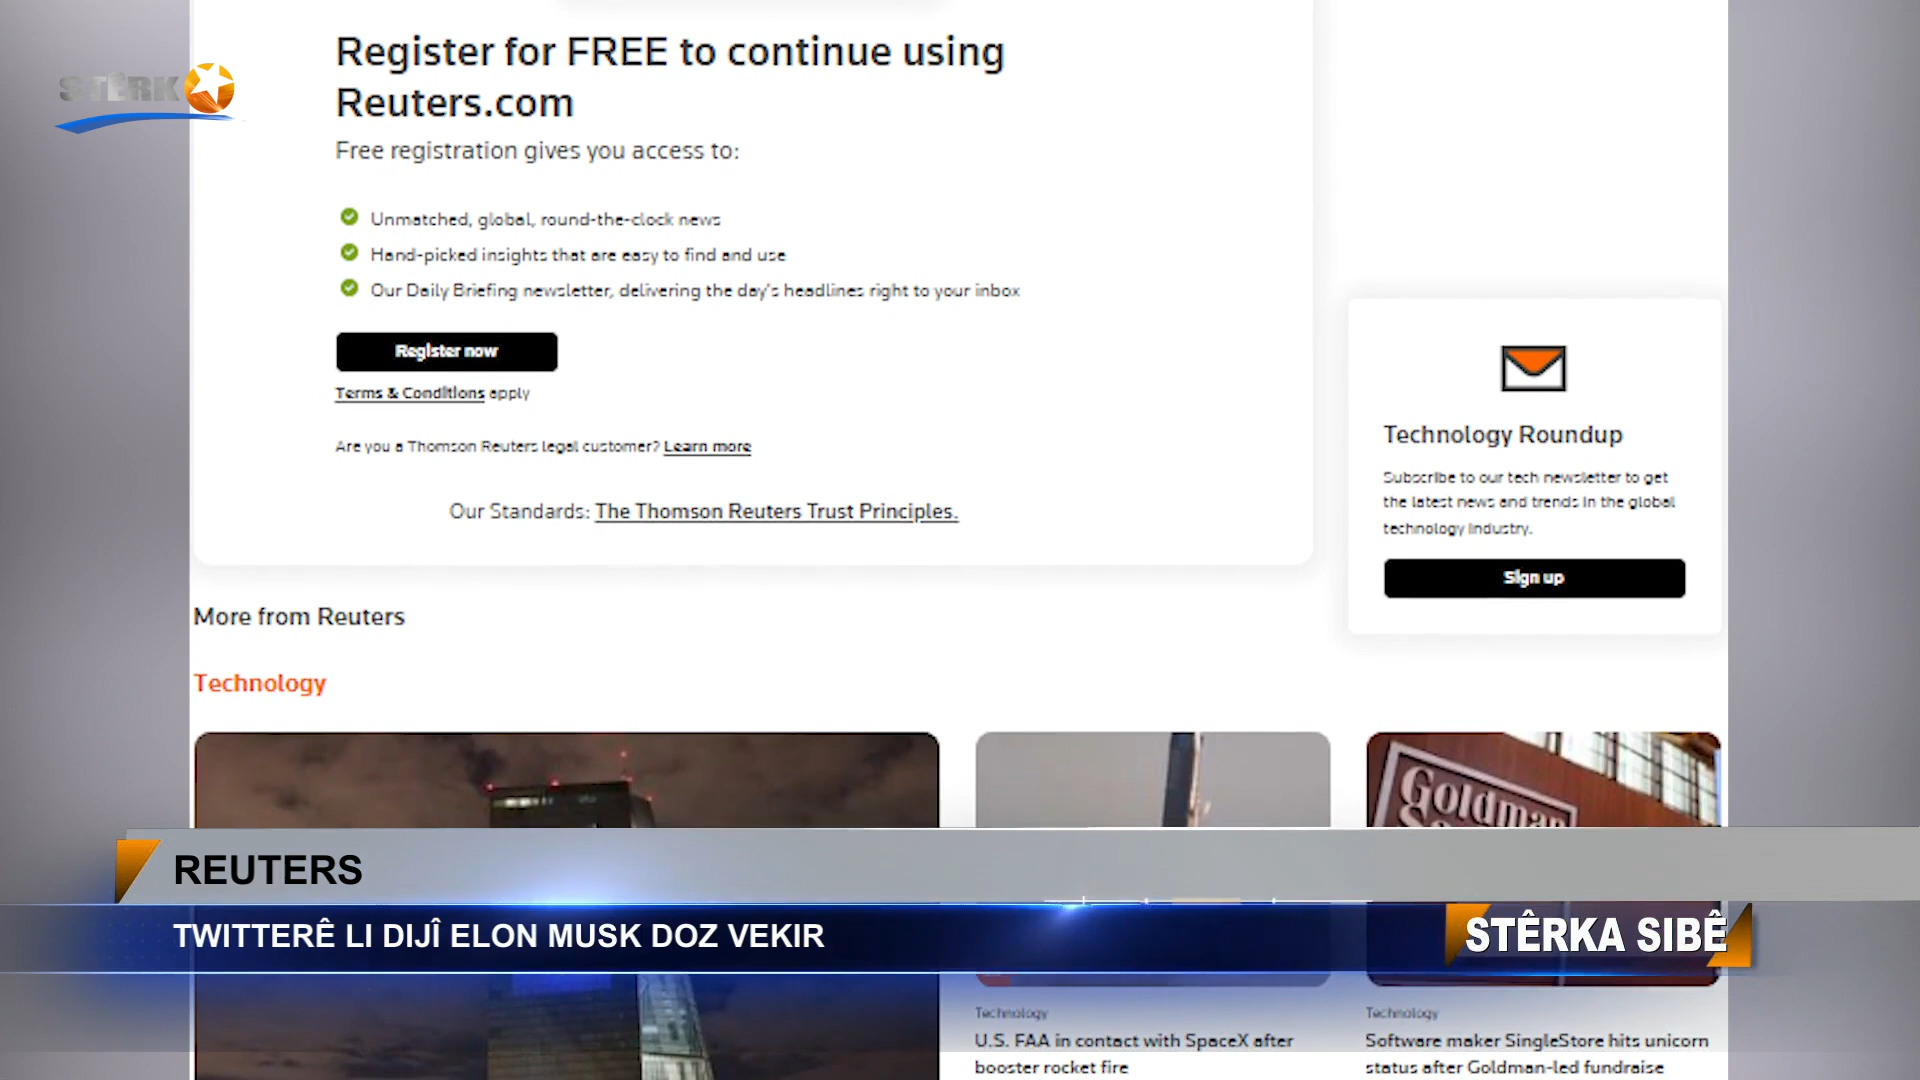 STÊRK
Register for FREE to continue using
Reuters.com
Free registration gives you access to:
Unmatched, global, round-the-clock news
Hand-picked insights that are easy to find and use
Our Daily Briefing newsletter, delivering the day's headlines right to your inbox
Register now
Terms & Conditions apply
Are you a Thomson Reuters legal customer? Learn more
Our Standards: The Thomson Reuters Trust Principles.
Technology Roundup
Subscribe to our tech newsletter to get
the latest news and trends in the global
technology industry.
Sign up
More from Reuters
Technology
Goldman
REUTERS
TWITTERÊ LI DIJÎ ELON MUSK DOZ VEKIR
STÊRKA SIBÊ
Technology
U.S. FAA in contact with SpaceX after
booster rocket fire
Technology
Software maker SingleStore hits unicorn
status after Goldman-led fundraise